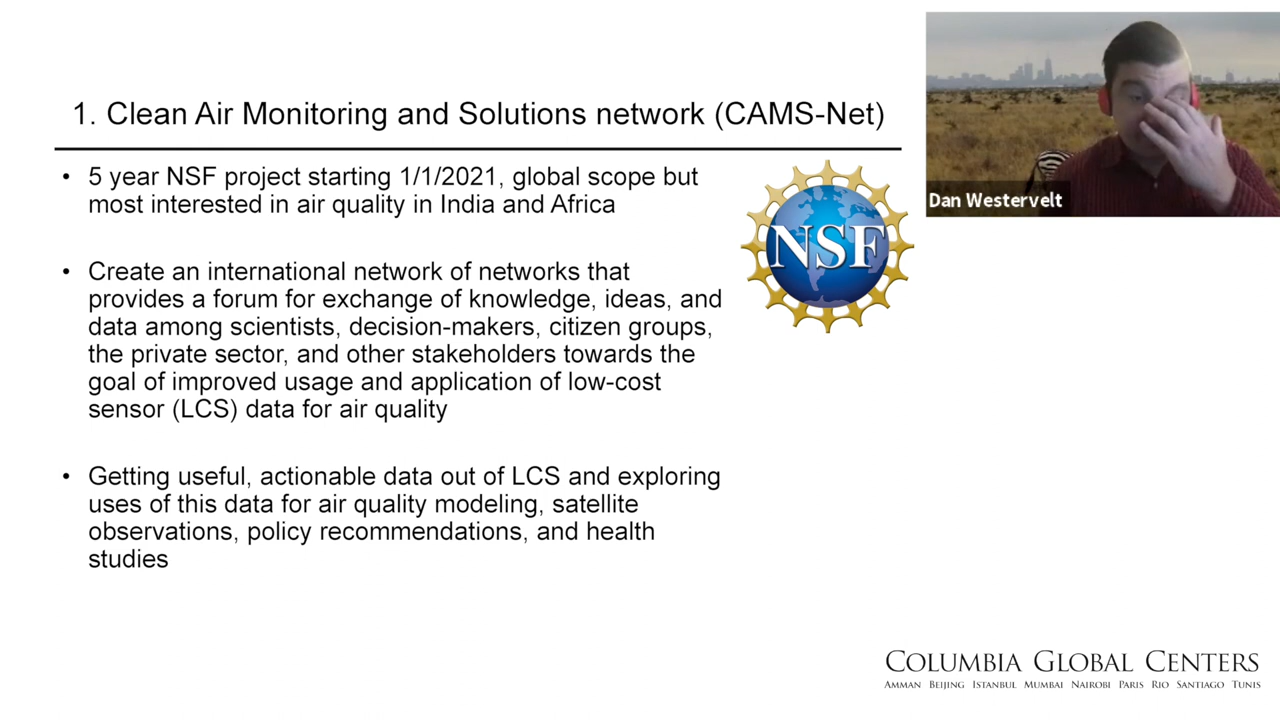 1. Clean Air Monitoring and Solutions network (CAMS-Net)
• 5 year NSF project starting 1/1/2021, global scope but
most interested in air quality in India and Africa
• Create an international network of networks that
provides a forum for exchange of knowledge, ideas, and
data among scientists, decision-makers, citizen groups,
the private sector, and other stakeholders towards the
goal of improved usage and application of low-cost
sensor (LCS) data for air quality
• Getting useful, actionable data out of LCS and exploring
uses of this data for air quality modeling, satellite
observations, policy recommendations, and health
studies
NSF
Dan Westervelt
COLUMBIA GLOBAL CENTERS
AMMAN BEIJING ISTANBUL MUMBAI NAIROBI PARIS RIO SANTIAGO TUNIS